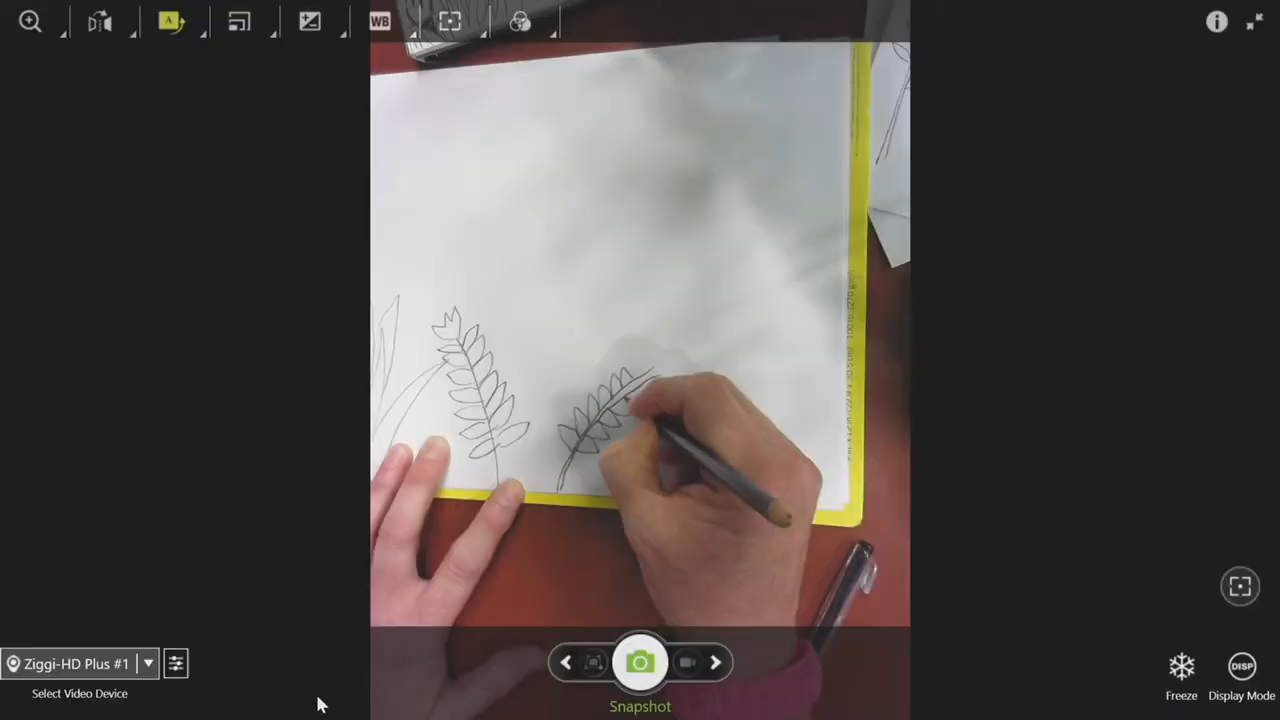 A
WB
i
Ziggi-HD Plus #1
Select Video Device
Snapshot
Freeze
DISP
Display Mode